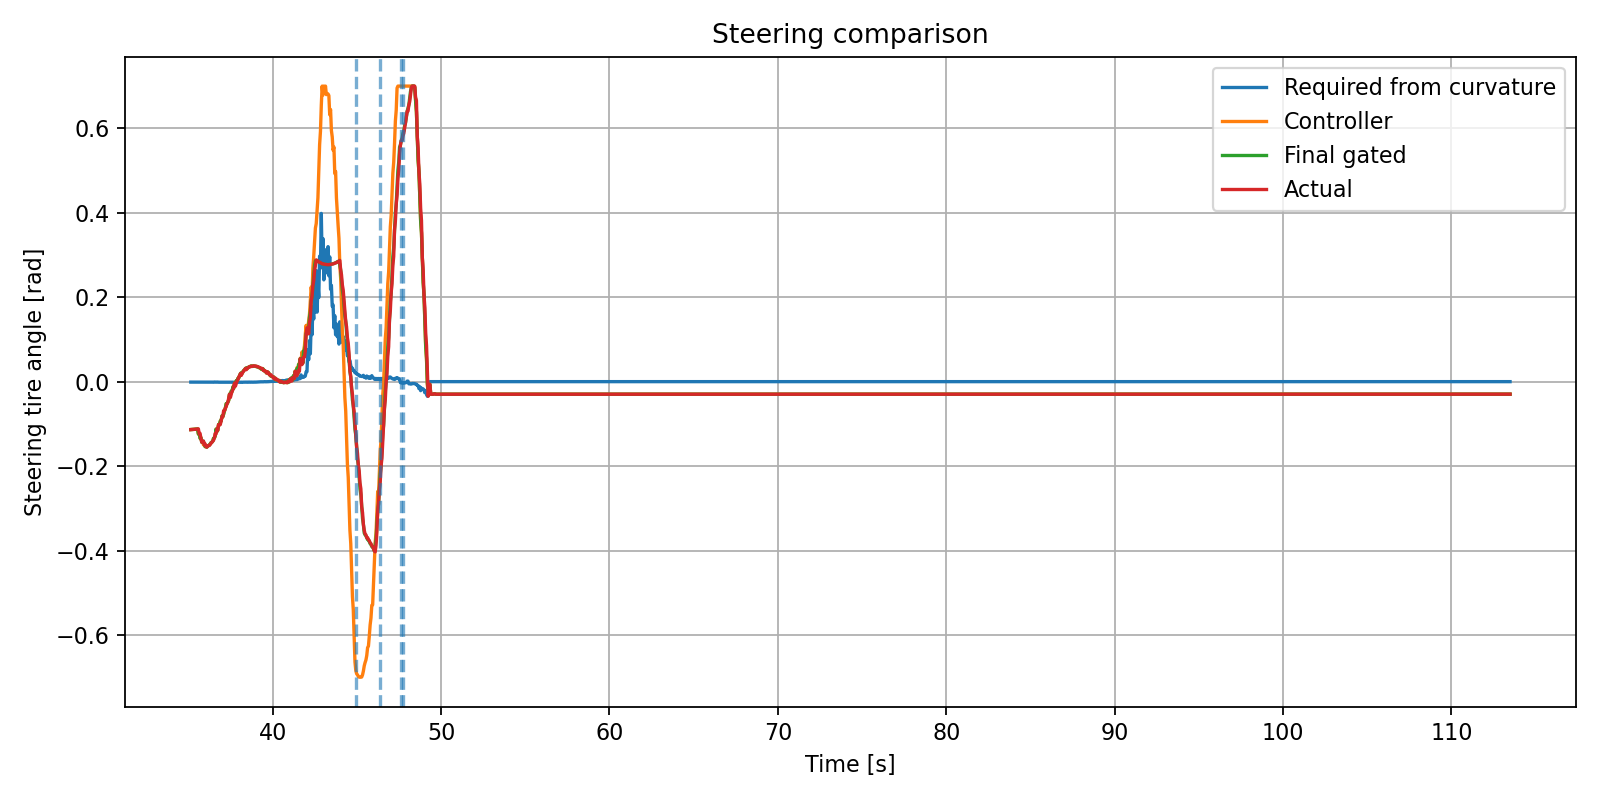 Steering comparison
Required from curvature
Controller
Final gated
Actual
Steering tire angle [rad]
0.6
0.4
0.2
0.0
−0.2
−0.4
−0.6
40 50 60 70 80 90 100 110
Time [s]